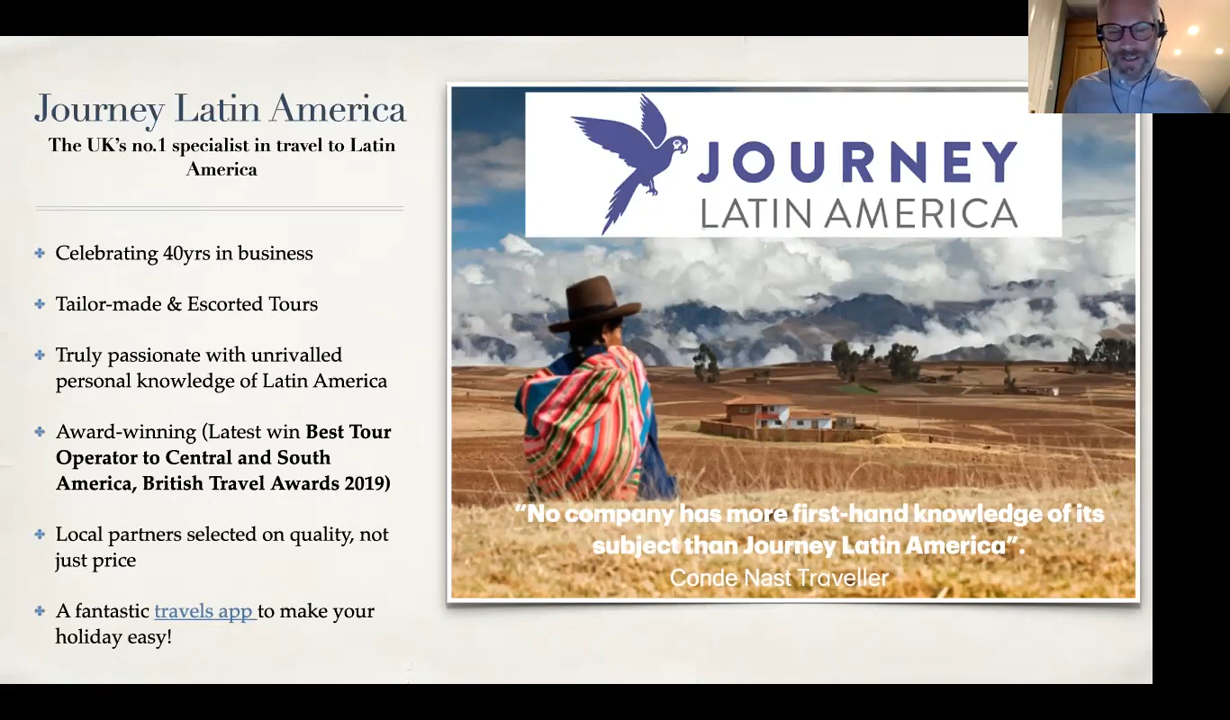 Journey Latin America
The UK's no.1 specialist in travel to Latin
America
Celebrating 40yrs in business
Tailor-made & Escorted Tours
Truly passionate with unrivalled
personal knowledge of Latin America
Award-winning (Latest win Best Tour
Operator to Central and South
America, British Travel Awards 2019)
Local partners selected on quality, not
just price
A fantastic travels app to make your
holiday easy!
JOURNEY
LATIN AMERICA
“No company has more first-hand knowledge of its
subject than Journey Latin America”.
Conde Nast Traveller